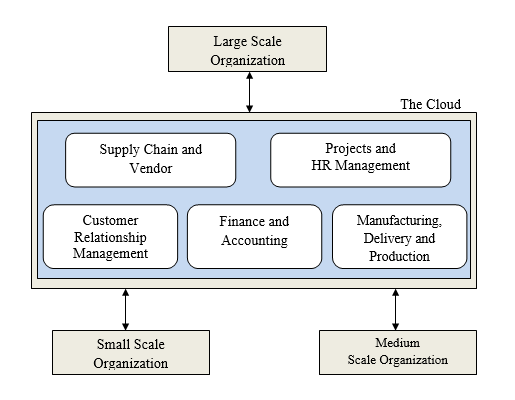 Large Scale
Organization
The Cloud
Supply Chain and
Vendor
Projects and
HR Management
Customer
Relationship
Management
Finance and
Accounting
Manufacturing,
Delivery and
Production
Small Scale
Organization
Medium
Scale Organization